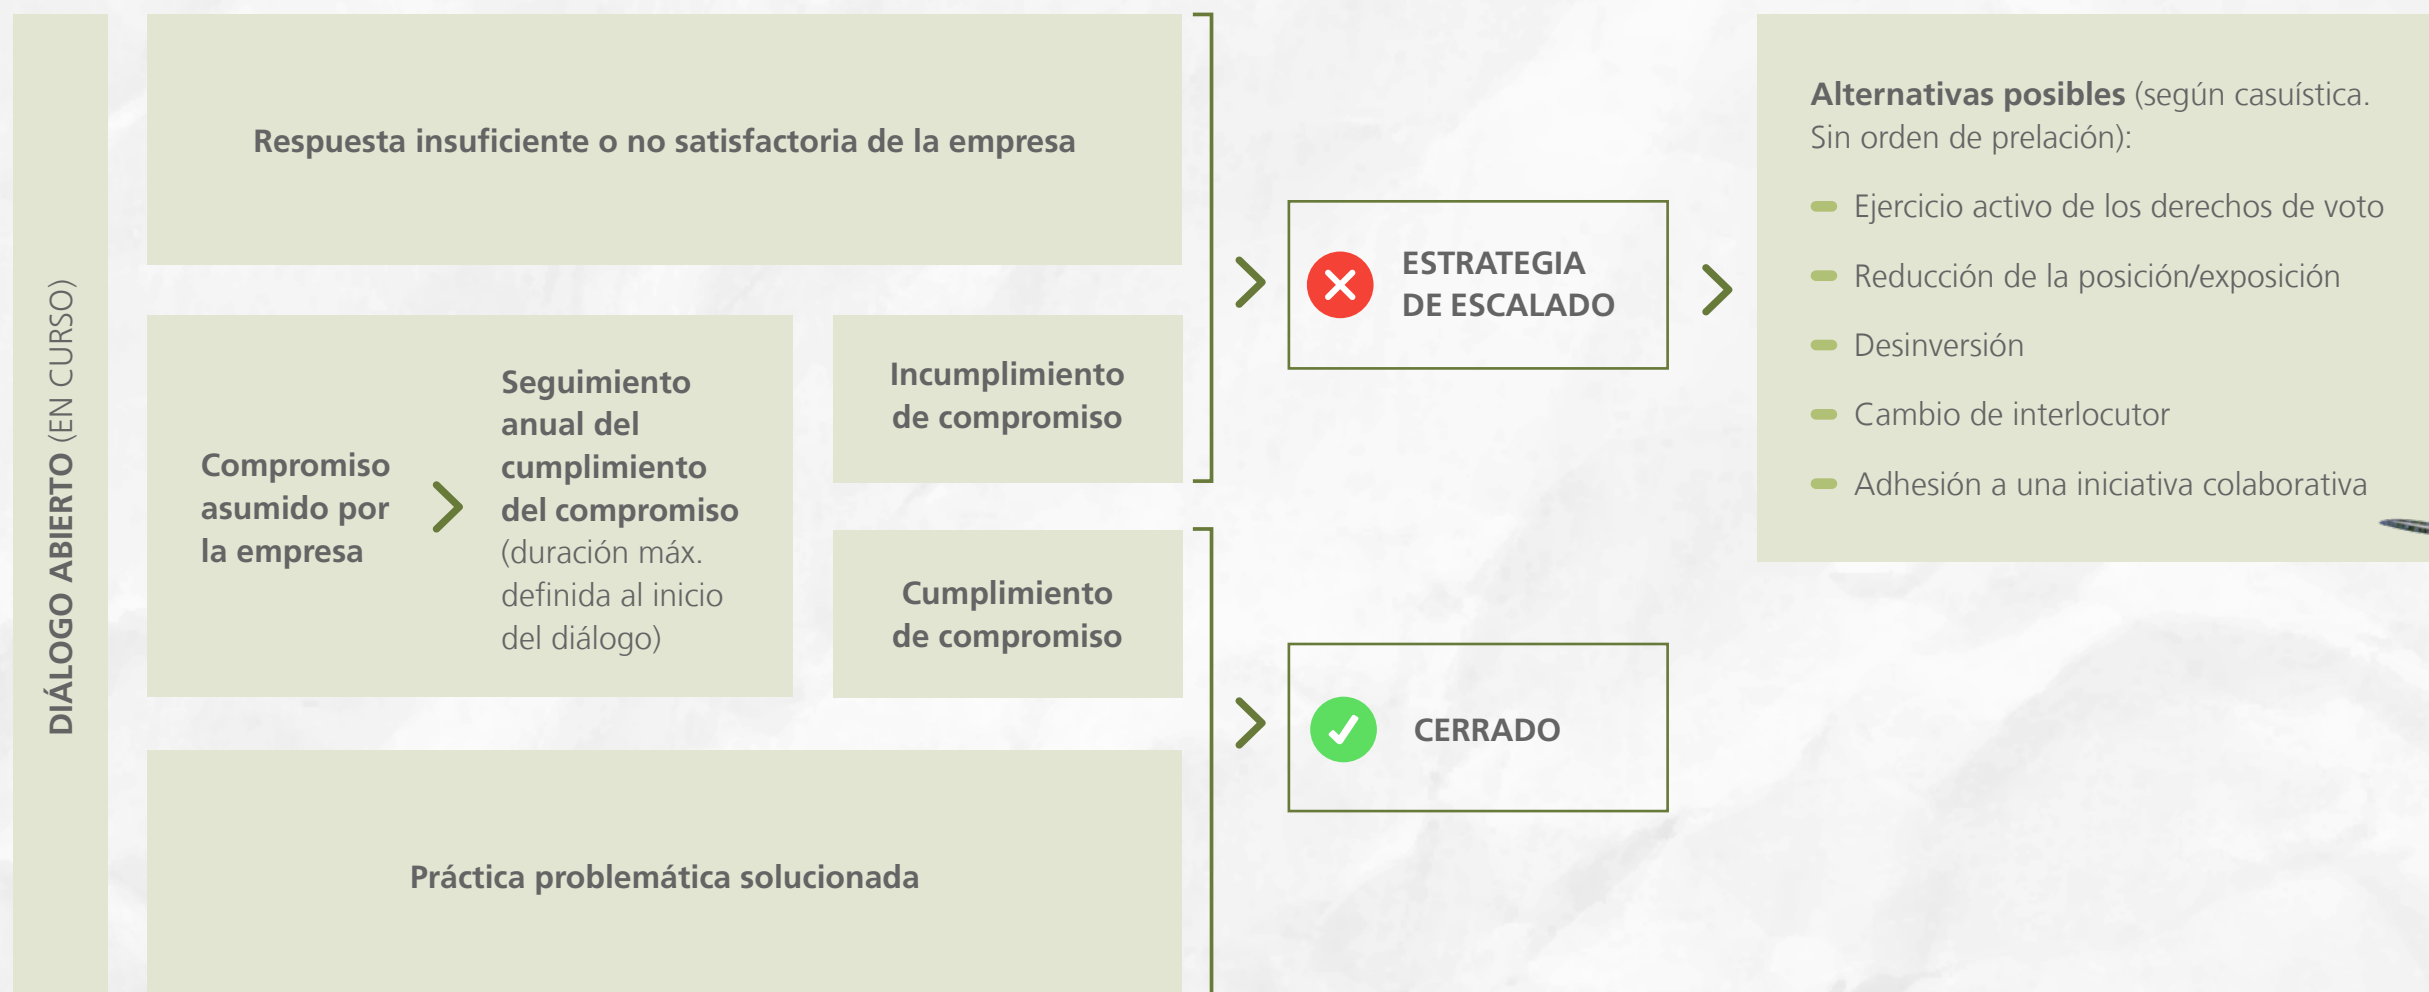 DIÁLOGO ABIERTO (EN CURSO)
Respuesta insuficiente o no satisfactoria de la empresa
Compromiso
asumido por
la empresa
Seguimiento
anual del
cumplimiento
del compromiso
(duración máx.
definida al inicio
del diálogo)
Incumplimiento
de compromiso
Cumplimiento
de compromiso
Práctica problemática solucionada
ESTRATEGIA
DE ESCALADO
CERRADO
Alternativas posibles (según casuística.
Sin orden de prelación):
Ejercicio activo de los derechos de voto
Reducción de la posición/exposición
Desinversión
Cambio de interlocutor
Adhesión a una iniciativa colaborativa